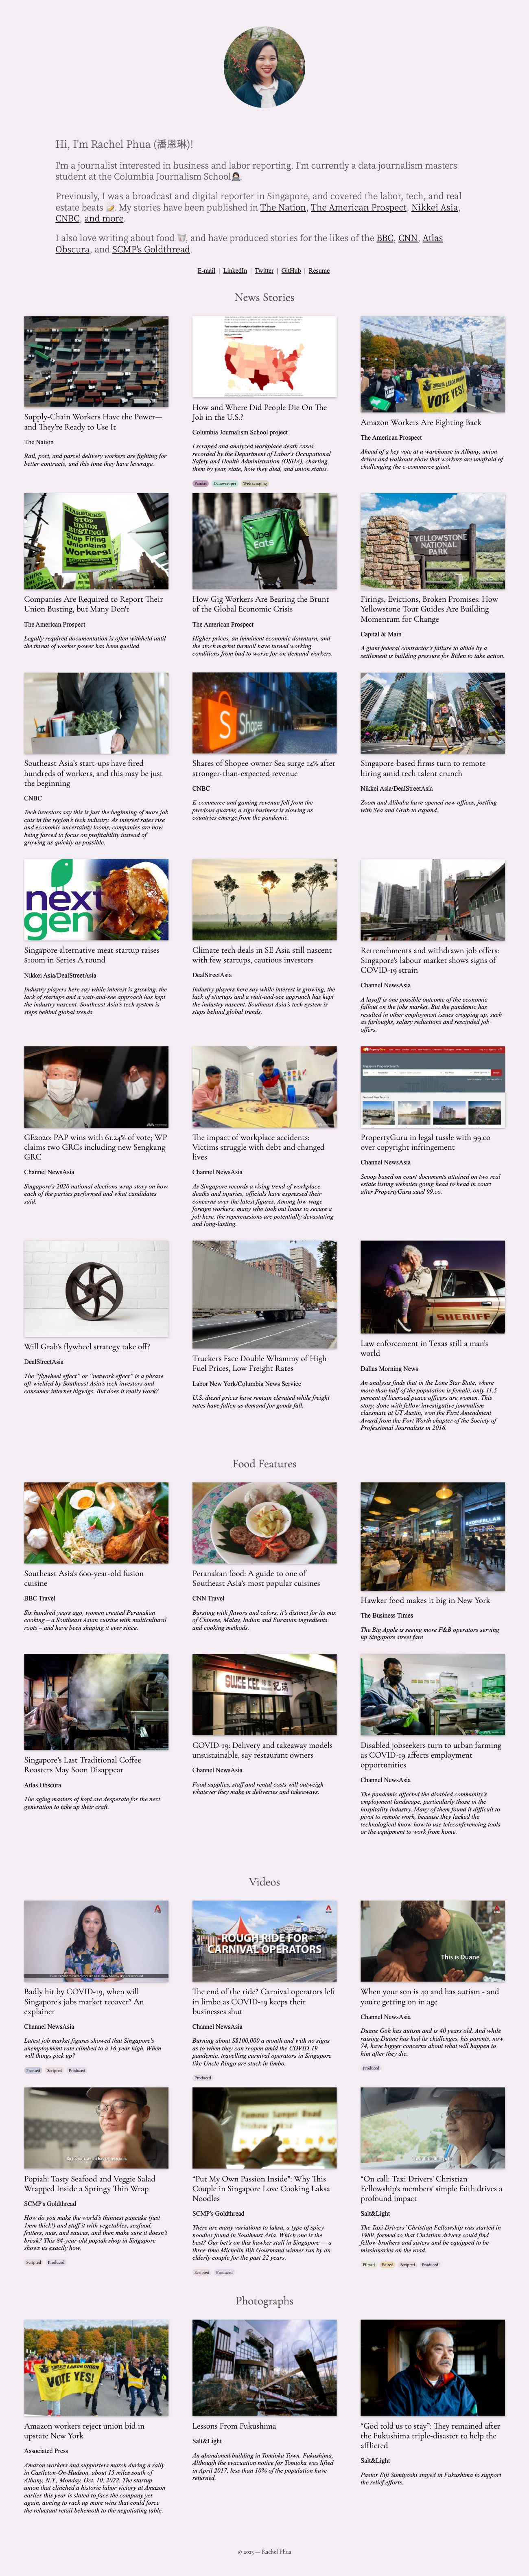 Hi, I'm Rachel Phua (潘恩琳)!
I'm a journalist interested in business and labor reporting. I'm currently a data journalism masters
student at the Columbia Journalism School👩🏻‍🎓.
Previously, I was a broadcast and digital reporter in Singapore, and covered the labor, tech, and real
estate beats 📝. My stories have been published in The Nation, The American Prospect, Nikkei Asia,
CNBC, and more.
I also love writing about food 🥡, and have produced stories for the likes of the BBC, CNN, Atlas
Obscura, and SCMP's Goldthread.
E-mail | LinkedIn | Twitter | GitHub | Resume
News Stories
Supply-Chain Workers Have the Power—
and They're Ready to Use It
The Nation
Rail, port, and parcel delivery workers are fighting for
better contracts, and this time they have leverage.
How and Where Did People Die On The
Job in the U.S.?
Columbia Journalism School project
I scraped and analyzed workplace death cases
recorded by the Department of Labor's Occupational
Safety and Health Administration (OSHA), charting
them by year, state, how they died, and union status.
Pandas Datawrapper Web scraping
VOTE YES!
Amazon Workers Are Fighting Back
The American Prospect
Ahead of a key vote at a warehouse in Albany, union
drives and walkouts show that workers are unafraid of
challenging the e-commerce giant.
STARBUCKS
STOP
UNION
BUSTING!
Stop Firing
Unionizing
Workers!
Companies Are Required to Report Their
Union Busting, but Many Don't
The American Prospect
Legally required documentation is often withheld until
the threat of worker power has been quelled.
Uber
Eats
How Gig Workers Are Bearing the Brunt
of the Global Economic Crisis
The American Prospect
Higher prices, an imminent economic downturn, and
the stock market turmoil have turned working
conditions from bad to worse for on-demand workers.
YELLOWSTONE
NATIONAL
PARK
Firings, Evictions, Broken Promises: How
Yellowstone Tour Guides Are Building
Momentum for Change
Capital & Main
A giant federal contractor's failure to abide by a
settlement is building pressure for Biden to take action.
Southeast Asia's start-ups have fired
hundreds of workers, and this may be just
the beginning
CNBC
Tech investors say this is just the beginning of more job
cuts in the region's tech industry. As interest rates rise
and economic uncertainty looms, companies are now
being forced to focus on profitability instead of
growing as quickly as possible.
Shares of Shopee-owner Sea surge 14% after
stronger-than-expected revenue
CNBC
E-commerce and gaming revenue fell from the
previous quarter, a sign business is slowing as
countries emerge from the pandemic.
Singapore-based firms turn to remote
hiring amid tech talent crunch
Nikkei Asia/DealStreetAsia
Zoom and Alibaba have opened new offices, jostling
with Sea and Grab to expand.
next
gen
Singapore alternative meat startup raises
$100m in Series A round
Nikkei Asia/DealStreetAsia
Industry players here say while interest is growing, the
lack of startups and a wait-and-see approach has kept
the industry nascent. Southeast Asia's tech system is
steps behind global trends.
Climate tech deals in SE Asia still nascent
with few startups, cautious investors
DealStreetAsia
Industry players here say while interest is growing, the
lack of startups and a wait-and-see approach has kept
the industry nascent. Southeast Asia's tech system is
steps behind global trends.
Retrenchments and withdrawn job offers:
Singapore's labour market shows signs of
COVID-19 strain
Channel NewsAsia
A layoff is one possible outcome of the economic
fallout on the jobs market. But the pandemic has
resulted in other employment issues cropping up, such
as furloughs, salary reductions and rescinded job
offers.
GE2020: PAP wins with 61.24% of vote; WP
claims two GRCs including new Sengkang
GRC
Channel NewsAsia
Singapore's 2020 national elections wrap story on how
each of the parties performed and what candidates
said.
The impact of workplace accidents:
Victims struggle with debt and changed
lives
Channel NewsAsia
As Singapore records a rising trend of workplace
deaths and injuries, officials have expressed their
concerns over the latest figures. Among low-wage
foreign workers, many who took out loans to secure a
job here, the repercussions are potentially devastating
and long-lasting.
PropertyGuru in legal tussle with 99.co
over copyright infringement
Channel NewsAsia
Scoop based on court documents attained on two real
estate listing websites going head to head in court
after PropertyGuru sued 99.co.
Will Grab's flywheel strategy take off?
DealStreetAsia
The “flywheel effect” or “network effect” is a phrase
oft-wielded by Southeast Asia's tech investors and
consumer internet bigwigs. But does it really work?
Truckers Face Double Whammy of High
Fuel Prices, Low Freight Rates
Labor New York/Columbia News Service
U.S. diesel prices have remain elevated while freight
rates have fallen as demand for goods fall.
SHERIFF
Law enforcement in Texas still a man's
world
Dallas Morning News
An analysis finds that in the Lone Star State, where
more than half of the population is female, only 11.5
percent of licensed peace officers are women. This
story, done with fellow investigative journalism
classmate at UT Austin, won the First Amendment
Award from the Fort Worth chapter of the Society of
Professional Journalists in 2016.
Food Features
Southeast Asia's 600-year-old fusion
cuisine
BBC Travel
Six hundred years ago, women created Peranakan
cooking – a Southeast Asian cuisine with multicultural
roots – and have been shaping it ever since.
Peranakan food: A guide to one of
Southeast Asia's most popular cuisines
CNN Travel
Bursting with flavors and colors, it's distinct for its mix
of Chinese, Malay, Indian and Eurasian ingredients
and cooking methods.
Hawker food makes it big in New York
The Business Times
The Big Apple is seeing more F&B operators serving
up Singapore street fare
Singapore's Last Traditional Coffee
Roasters May Soon Disappear
Atlas Obscura
The aging masters of kopi are desperate for the next
generation to take up their craft.
COVID-19: Delivery and takeaway models
unsustainable, say restaurant owners
Channel NewsAsia
Food supplies, staff and rental costs will outweigh
whatever they make in deliveries and takeaways.
Disabled jobseekers turn to urban farming
as COVID-19 affects employment
opportunities
Channel NewsAsia
The pandemic affected the disabled community's
employment landscape, particularly those in the
hospitality industry. Many of them found it difficult to
pivot to remote work, because they lacked the
technological know-how to use teleconferencing tools
or the equipment to work from home.
Videos
Badly hit by COVID-19, when will
Singapore's jobs market recover? An
explainer
Channel NewsAsia
Latest job market figures showed that Singapore's
unemployment rate climbed to a 16-year high. When
will things pick up?
Fronted Scripted Produced
ROUGH RIDE FOR
CARNIVAL OPERATORS
The end of the ride? Carnival operators left
in limbo as COVID-19 keeps their
businesses shut
Channel NewsAsia
Burning about S$100,000 a month and with no signs
as to when they can reopen amid the COVID-19
pandemic, travelling carnival operators in Singapore
like Uncle Ringo are stuck in limbo.
Produced
This is Duane
When your son is 40 and has autism - and
you're getting on in age
Channel NewsAsia
Duane Goh has autism and is 40 years old. And while
raising Duane has had its challenges, his parents, now
74, have bigger concerns about what will happen to
him after they die.
Produced
Popiah: Tasty Seafood and Veggie Salad
Wrapped Inside a Springy Thin Wrap
SCMP's Goldthread
How do you make the world's thinnest pancake (just
1mm thick!) and stuff it with vegetables, seafood,
fritters, nuts, and sauces, and then make sure it doesn't
break? This 84-year-old popiah shop in Singapore
shows us exactly how.
Scripted Produced
“Put My Own Passion Inside”: Why This
Couple in Singapore Love Cooking Laksa
Noodles
SCMP's Goldthread
There are many variations to laksa, a type of spicy
noodles found in Southeast Asia. Which one is the
best? Our bet's on this hawker stall in Singapore — a
three-time Michelin Bib Gourmand winner run by an
elderly couple for the past 22 years.
Scripted Produced
“On call: Taxi Drivers' Christian
Fellowship's members' simple faith drives a
profound impact
Salt&Light
The Taxi Drivers' Christian Fellowship was started in
1989, formed so that Christian drivers could find
fellow brothers and sisters and be equipped to be
missionaries on the road.
Filmed Edited Scripted Produced
Photographs
VOTE YES!
Amazon workers reject union bid in
upstate New York
Associated Press
Amazon workers and supporters march during a rally
in Castleton-On-Hudson, about 15 miles south of
Albany, N.Y., Monday, Oct. 10, 2022. The startup
union that clinched a historic labor victory at Amazon
earlier this year is slated to face the company yet
again, aiming to rack up more wins that could force
the reluctant retail behemoth to the negotiating table.
Lessons From Fukushima
Salt&Light
An abandoned building in Tomioka Town, Fukushima.
Although the evacuation notice for Tomioka was lifted
in April 2017, less than 10% of the population have
returned.
“God told us to stay”: They remained after
the Fukushima triple-disaster to help the
afflicted
Salt&Light
Pastor Eiji Sumiyoshi stayed in Fukushima to support
the relief efforts.
© 2023 — Rachel Phua